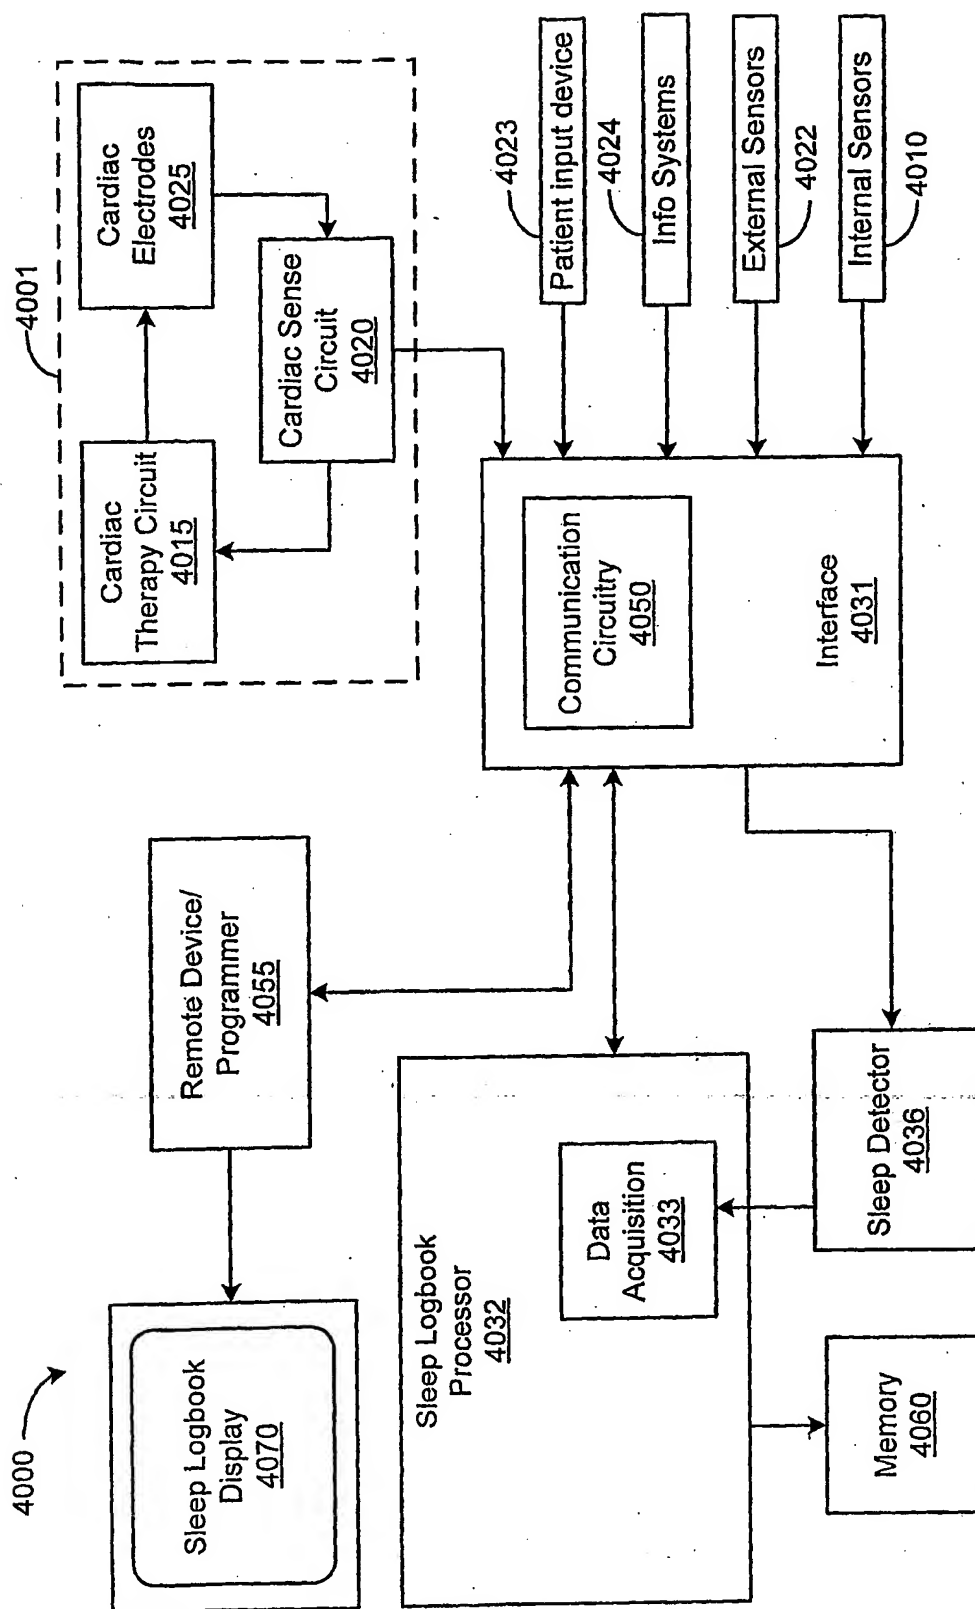 4000
Sleep Logbook
Display
4070
Remote Device/
Programmer
4055
4001
Cardiac
Therapy Circuit
4015
Cardiac
Electrodes
4025
Cardiac Sense
Circuit
4020
Sleep Logbook
Processor
4032
Data
Acquisition
4033
Communication
Circuitry
4050
Interface
4031
4023
Patient input device
4024
Info Systems
External Sensors
4022
Internal Sensors
4010
Memory
4060
Sleep Detector
4036